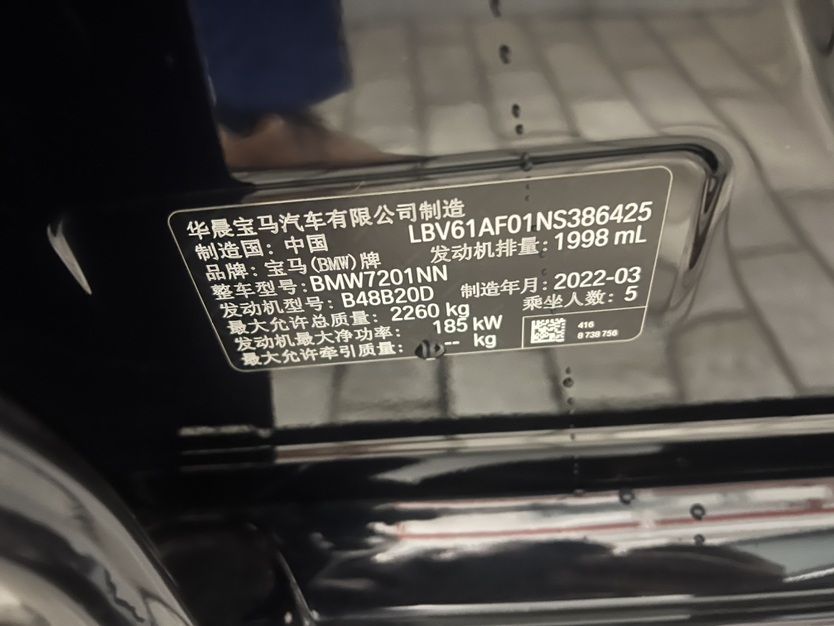 华晨宝马汽车有限公司制造
制造国：中国 LBV61AF01NS386425
品牌：宝马(BMW)牌 发动机排量：1998 mL
整车型号：BMW7201NN
发动机型号：B48B20D 制造年月：2022-03
最大允许总质量：2260 kg 乘坐人数：5
发动机最大净功率：185 kW
最大允许牵引质量：-- kg
416
8 738 756